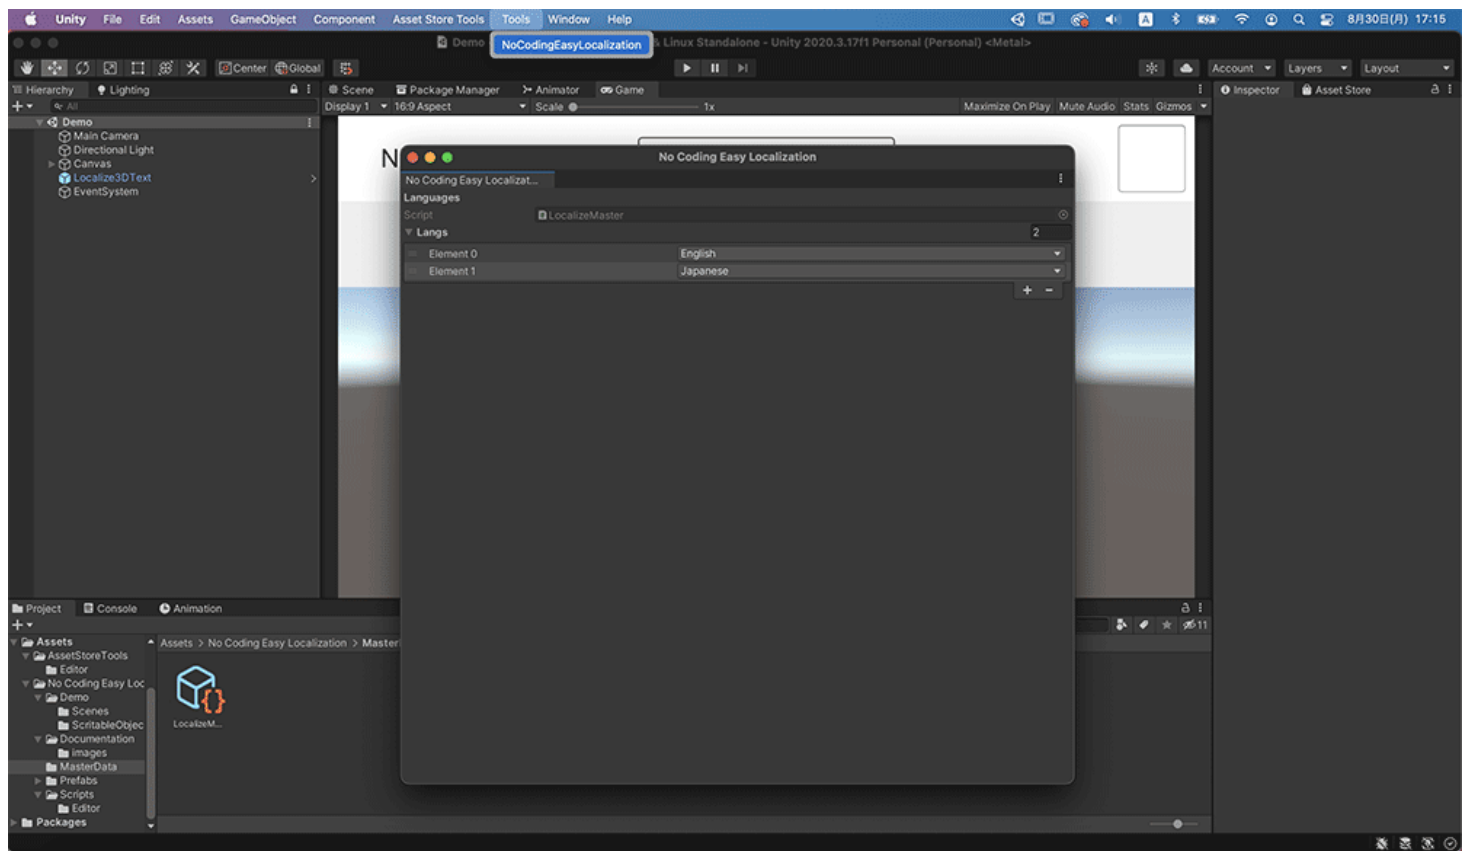 Unity File Edit Assets GameObject Component Asset Store Tools Tools Window Help A 8月30日(月) 17:15
Demo
NoCodingEasyLocalization
& Linux Standalone - Unity 2020.3.17f1 Personal (Personal) <Metal>
Center Global Account Layers Layout
Hierarchy Lighting
Scene Package Manager Animator Game
Inspector Asset Store
All
Display 1 16:9 Aspect Scale 1x Maximize On Play Mute Audio Stats Gizmos
Demo
Main Camera
Directional Light
Canvas
Localize3DText
EventSystem
N
No Coding Easy Localization
No Coding Easy Localizat...
Languages
Script LocalizeMaster
Langs 2
Element 0 English
Element 1 Japanese
+ -
Project Console Animation
11
Assets
AssetStoreTools
Editor
No Coding Easy Loc
Demo
Scenes
ScritableObjec
Documentation
images
MasterData
Prefabs
Scripts
Editor
Packages
Assets > No Coding Easy Localization > Master
LocalizeM...